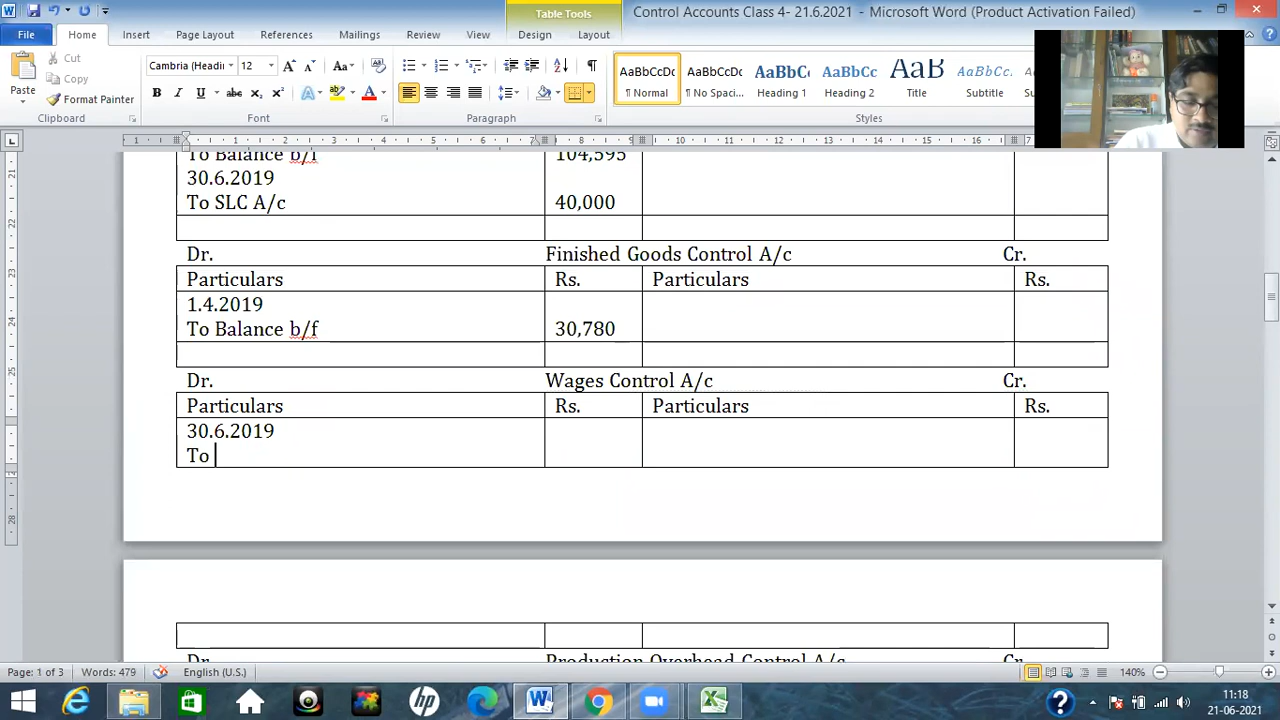 Control Accounts Class 4- 21.6.2021 - Microsoft Word (Product Activation Failed)
Table Tools
File Home Insert Page Layout References Mailings Review View Design Layout
Cut
Copy
Format Painter
Paste
Clipboard
Cambria (Headi 12
Font
Paragraph
AaBbCcDc AaBbCcDc AaBbC AaBbCc AaB AaBbCc
¶ Normal ¶ No Spaci... Heading 1 Heading 2 Title Subtitle
Styles
To Balance b/f 104,595
30.6.2019
To SLC A/c 40,000
Dr. Finished Goods Control A/c Cr.
Particulars Rs. Particulars Rs.
1.4.2019
To Balance b/f 30,780
Dr. Wages Control A/c Cr.
Particulars Rs. Particulars Rs.
30.6.2019
To
Dr. Production Overhead Control A/c Cr.
Page: 1 of 3 Words: 479 English (U.S.) 140%
11:18
21-06-2021